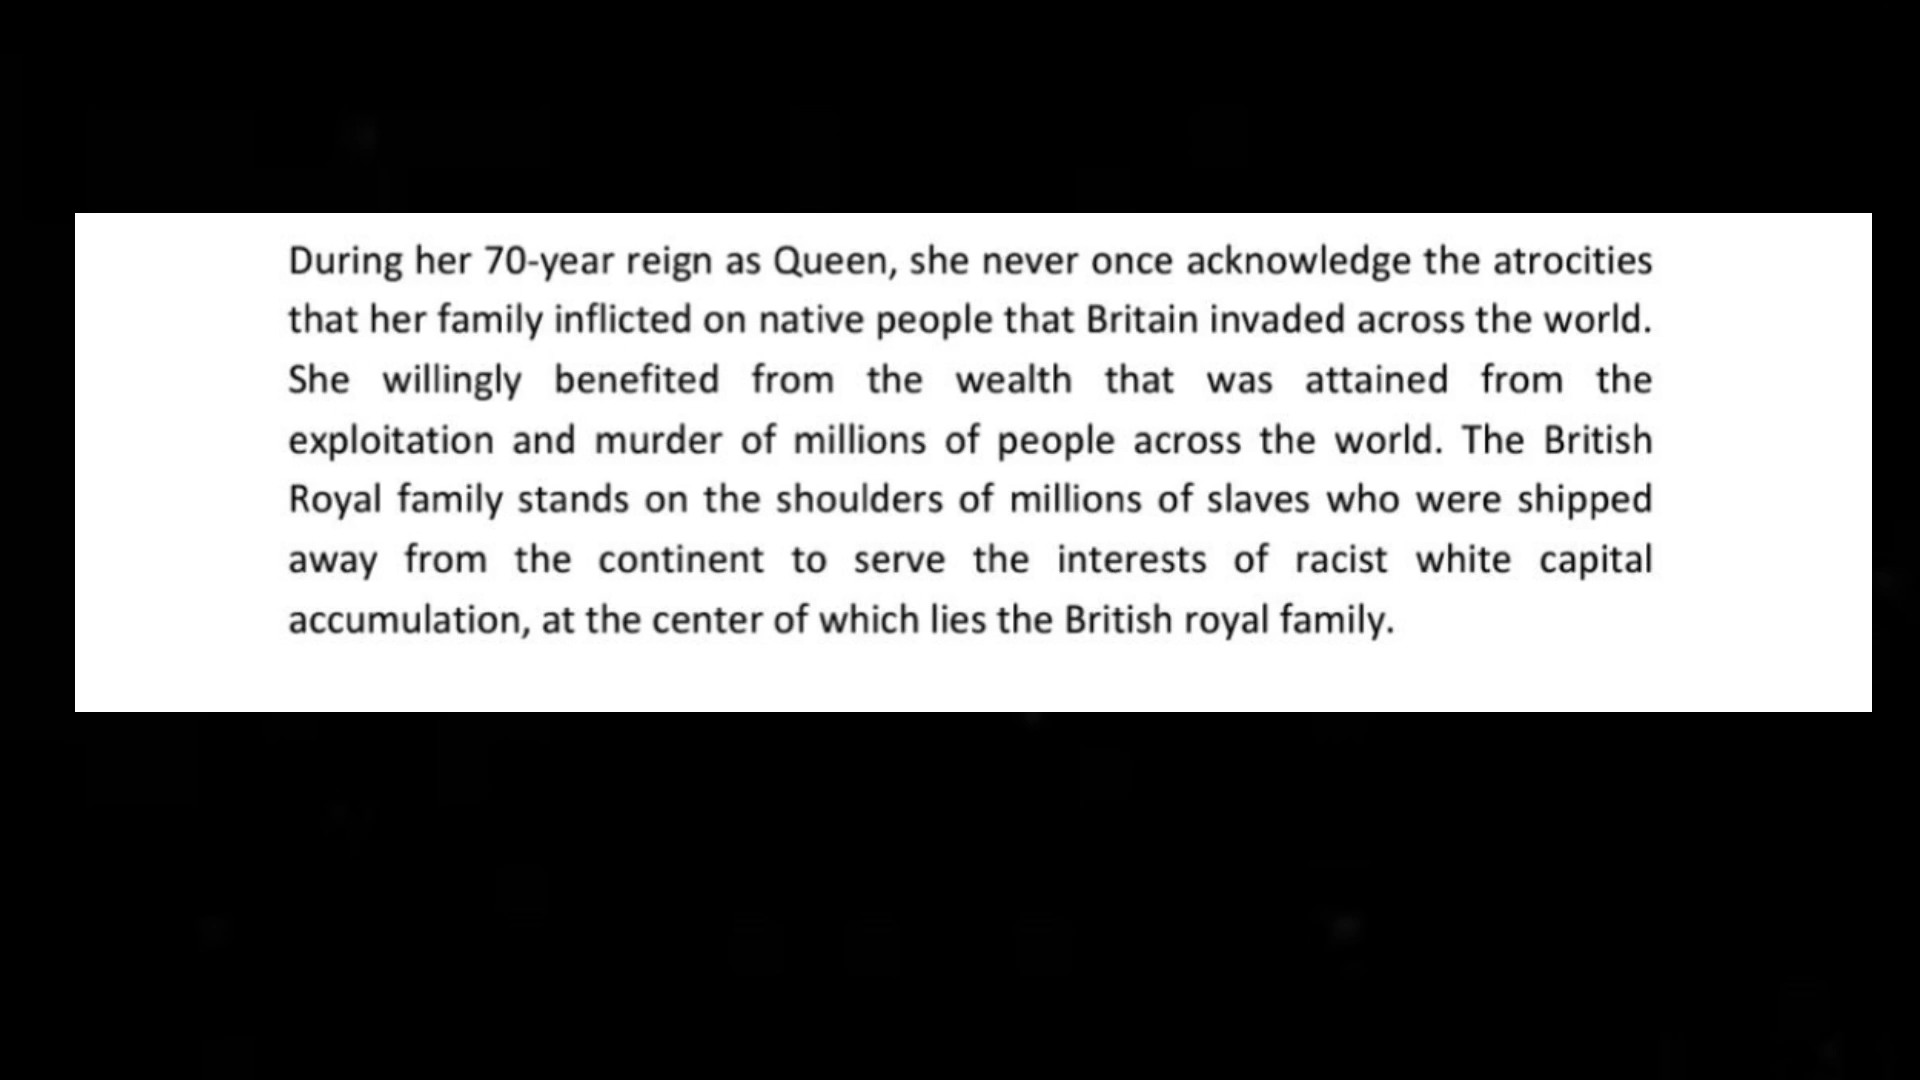 During her 70-year reign as Queen, she never once acknowledge the atrocities
that her family inflicted on native people that Britain invaded across the world.
She willingly benefited from the wealth that was attained from the
exploitation and murder of millions of people across the world. The British
Royal family stands on the shoulders of millions of slaves who were shipped
away from the continent to serve the interests of racist white capital
accumulation, at the center of which lies the British royal family.